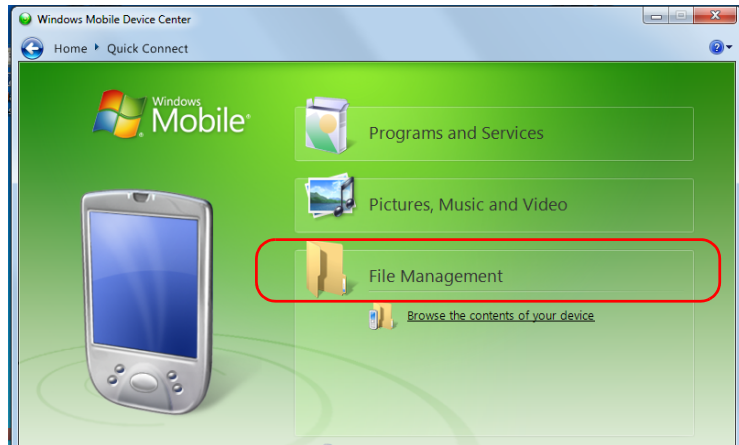 Windows Mobile Device Center
Home Quick Connect
Windows
Mobile®
Programs and Services
Pictures, Music and Video
File Management
Browse the contents of your device